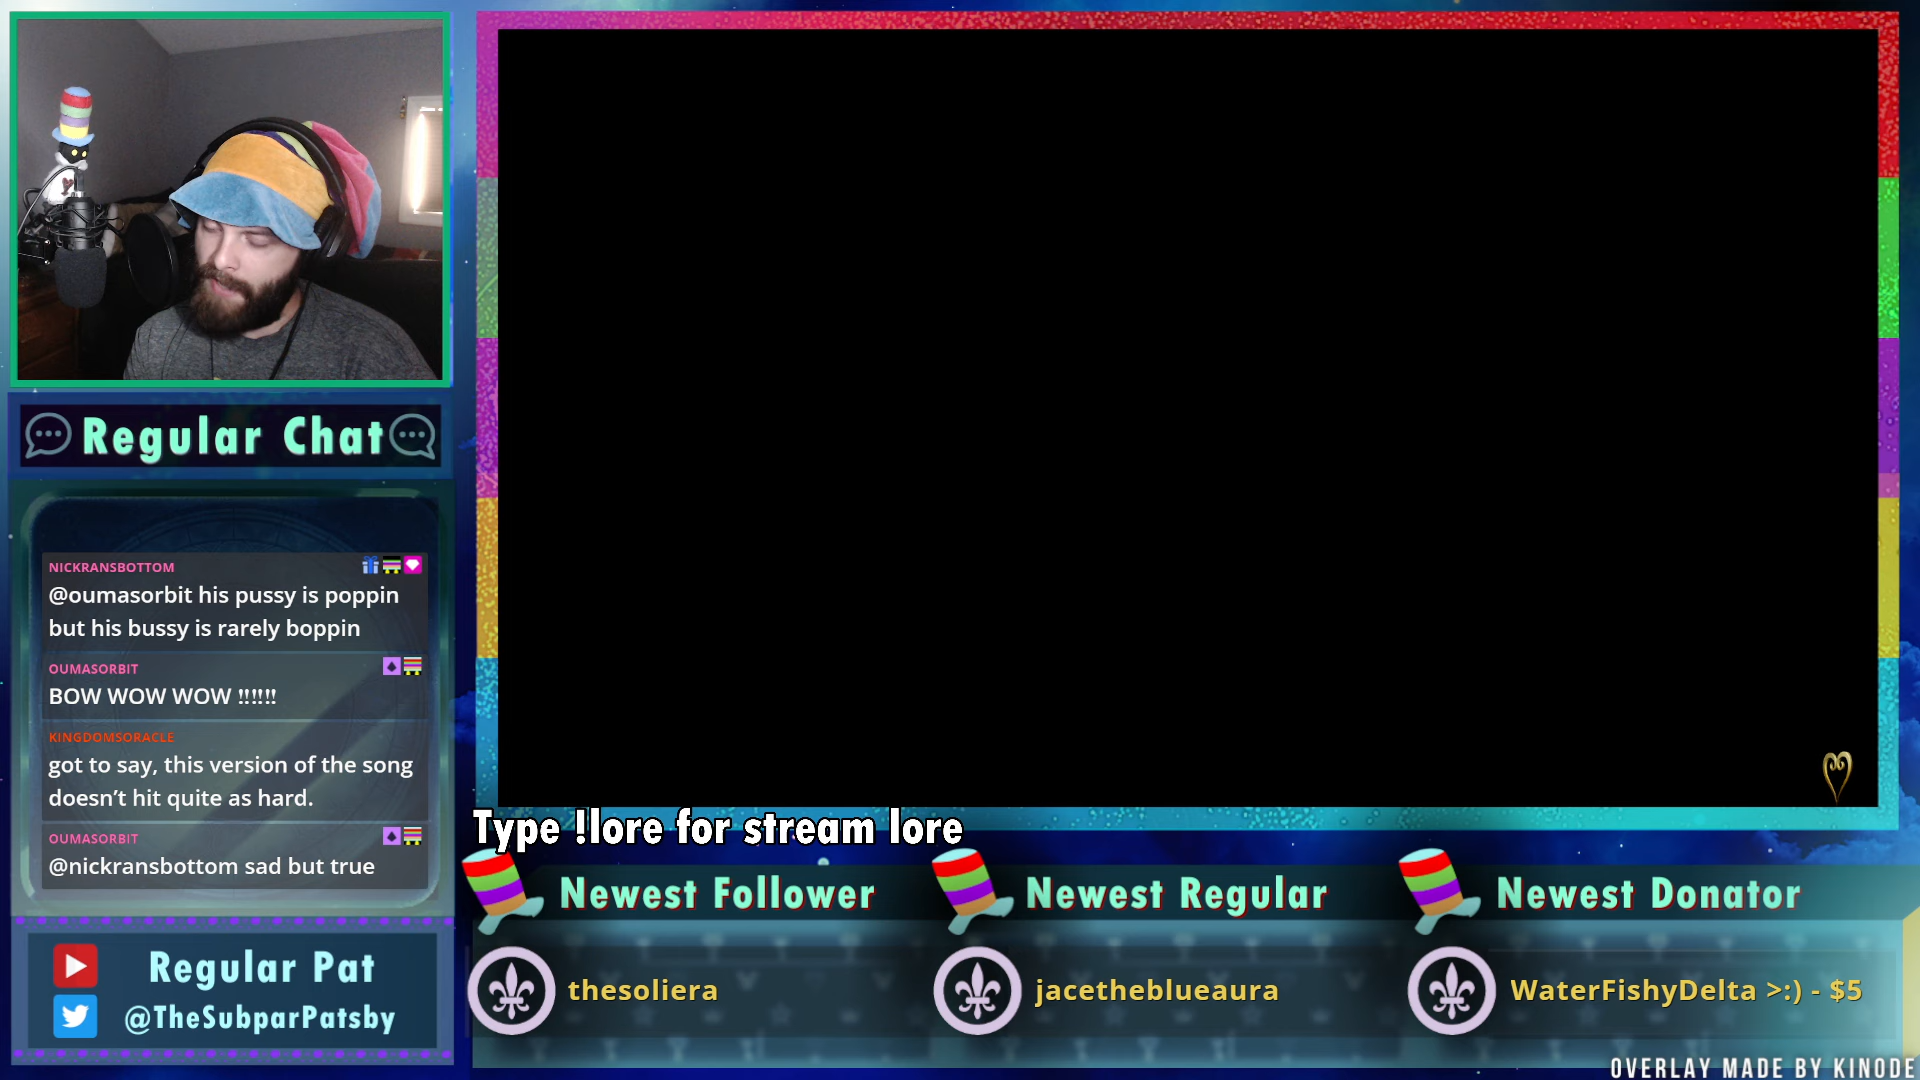 Regular Chat
NICKRANSBOTTOM
@oumasorbit his pussy is poppin
but his bussy is rarely boppin
OUMASORBIT
BOW WOW WOW !!!!!!
KINGDOMSORACLE
got to say, this version of the song
doesn’t hit quite as hard.
OUMASORBIT
@nickransbottom sad but true
Regular Pat
@TheSubparPatsby
Type !lore for stream lore
Newest Follower
thesoliera
Newest Regular
jacetheblueaura
Newest Donator
WaterFishyDelta >:) - $5
OVERLAY MADE BY KINODE